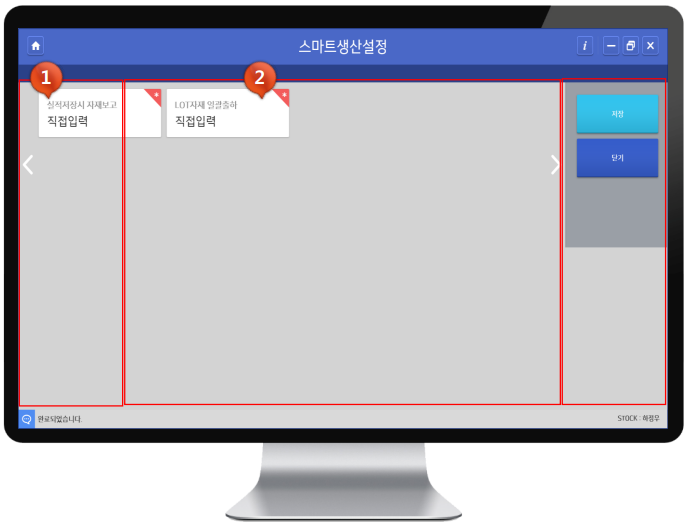 스마트생산설정
i
1
2
실적저장시 자재보고
직접입력
LOT자재 일괄출하
직접입력
저장
닫기
완료되었습니다.
STOCK : 하정우